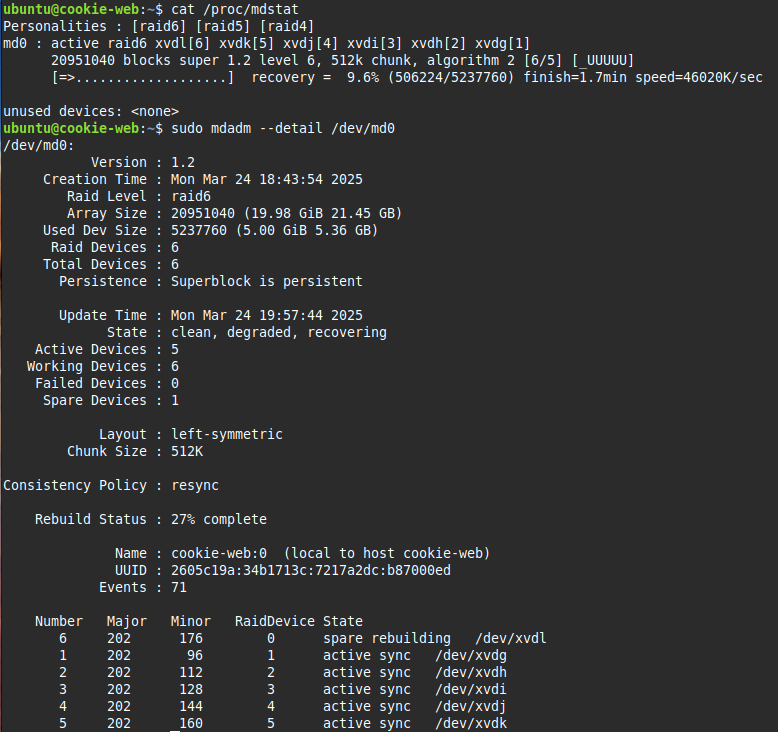 ubuntu@cookie-web:~$ cat /proc/mdstat
Personalities : [raid6] [raid5] [raid4]
md0 : active raid6 xvdl[6] xvdk[5] xvdj[4] xvdi[3] xvdh[2] xvdg[1]
      20951040 blocks super 1.2 level 6, 512k chunk, algorithm 2 [6/5] [_UUUUU]
      [=>...................]  recovery =  9.6% (506224/5237760) finish=1.7min speed=46020K/sec

unused devices: <none>
ubuntu@cookie-web:~$ sudo mdadm --detail /dev/md0
/dev/md0:
           Version : 1.2
     Creation Time : Mon Mar 24 18:43:54 2025
        Raid Level : raid6
        Array Size : 20951040 (19.98 GiB 21.45 GB)
     Used Dev Size : 5237760 (5.00 GiB 5.36 GB)
      Raid Devices : 6
     Total Devices : 6
       Persistence : Superblock is persistent

       Update Time : Mon Mar 24 19:57:44 2025
             State : clean, degraded, recovering
    Active Devices : 5
   Working Devices : 6
    Failed Devices : 0
     Spare Devices : 1

            Layout : left-symmetric
        Chunk Size : 512K

Consistency Policy : resync

    Rebuild Status : 27% complete

              Name : cookie-web:0  (local to host cookie-web)
              UUID : 2605c19a:34b1713c:7217a2dc:b87000ed
            Events : 71

    Number   Major   Minor   RaidDevice State
       6     202      176        0      spare rebuilding   /dev/xvdl
       1     202       96        1      active sync   /dev/xvdg
       2     202      112        2      active sync   /dev/xvdh
       3     202      128        3      active sync   /dev/xvdi
       4     202      144        4      active sync   /dev/xvdj
       5     202      160        5      active sync   /dev/xvdk